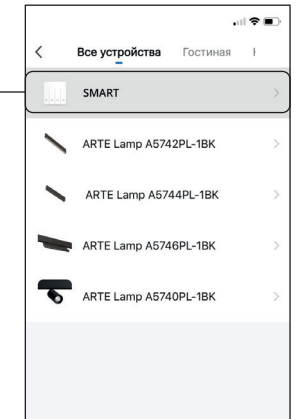 Все устройства Гостиная
SMART
ARTE Lamp A5742PL-1BK
ARTE Lamp A5744PL-1BK
ARTE Lamp A5746PL-1BK
ARTE Lamp A5740PL-1BK